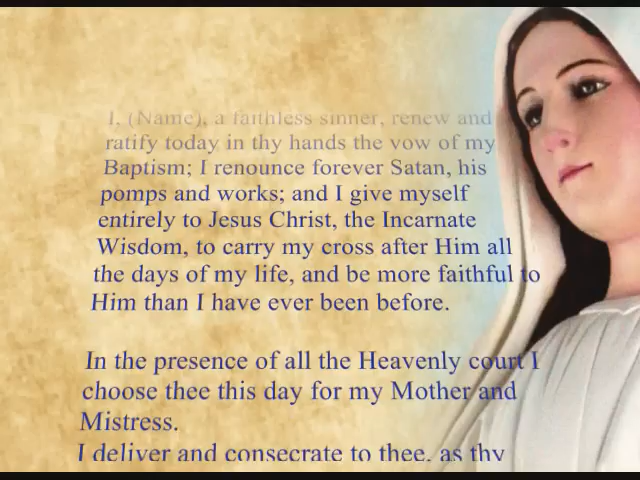 I, (Name), a faithless sinner, renew and
ratify today in thy hands the vow of my
Baptism; I renounce forever Satan, his
pomps and works; and I give myself
entirely to Jesus Christ, the Incarnate
Wisdom, to carry my cross after Him all
the days of my life, and be more faithful to
Him than I have ever been before.
In the presence of all the Heavenly court I
choose thee this day for my Mother and
Mistress.
I deliver and consecrate to thee, as thy